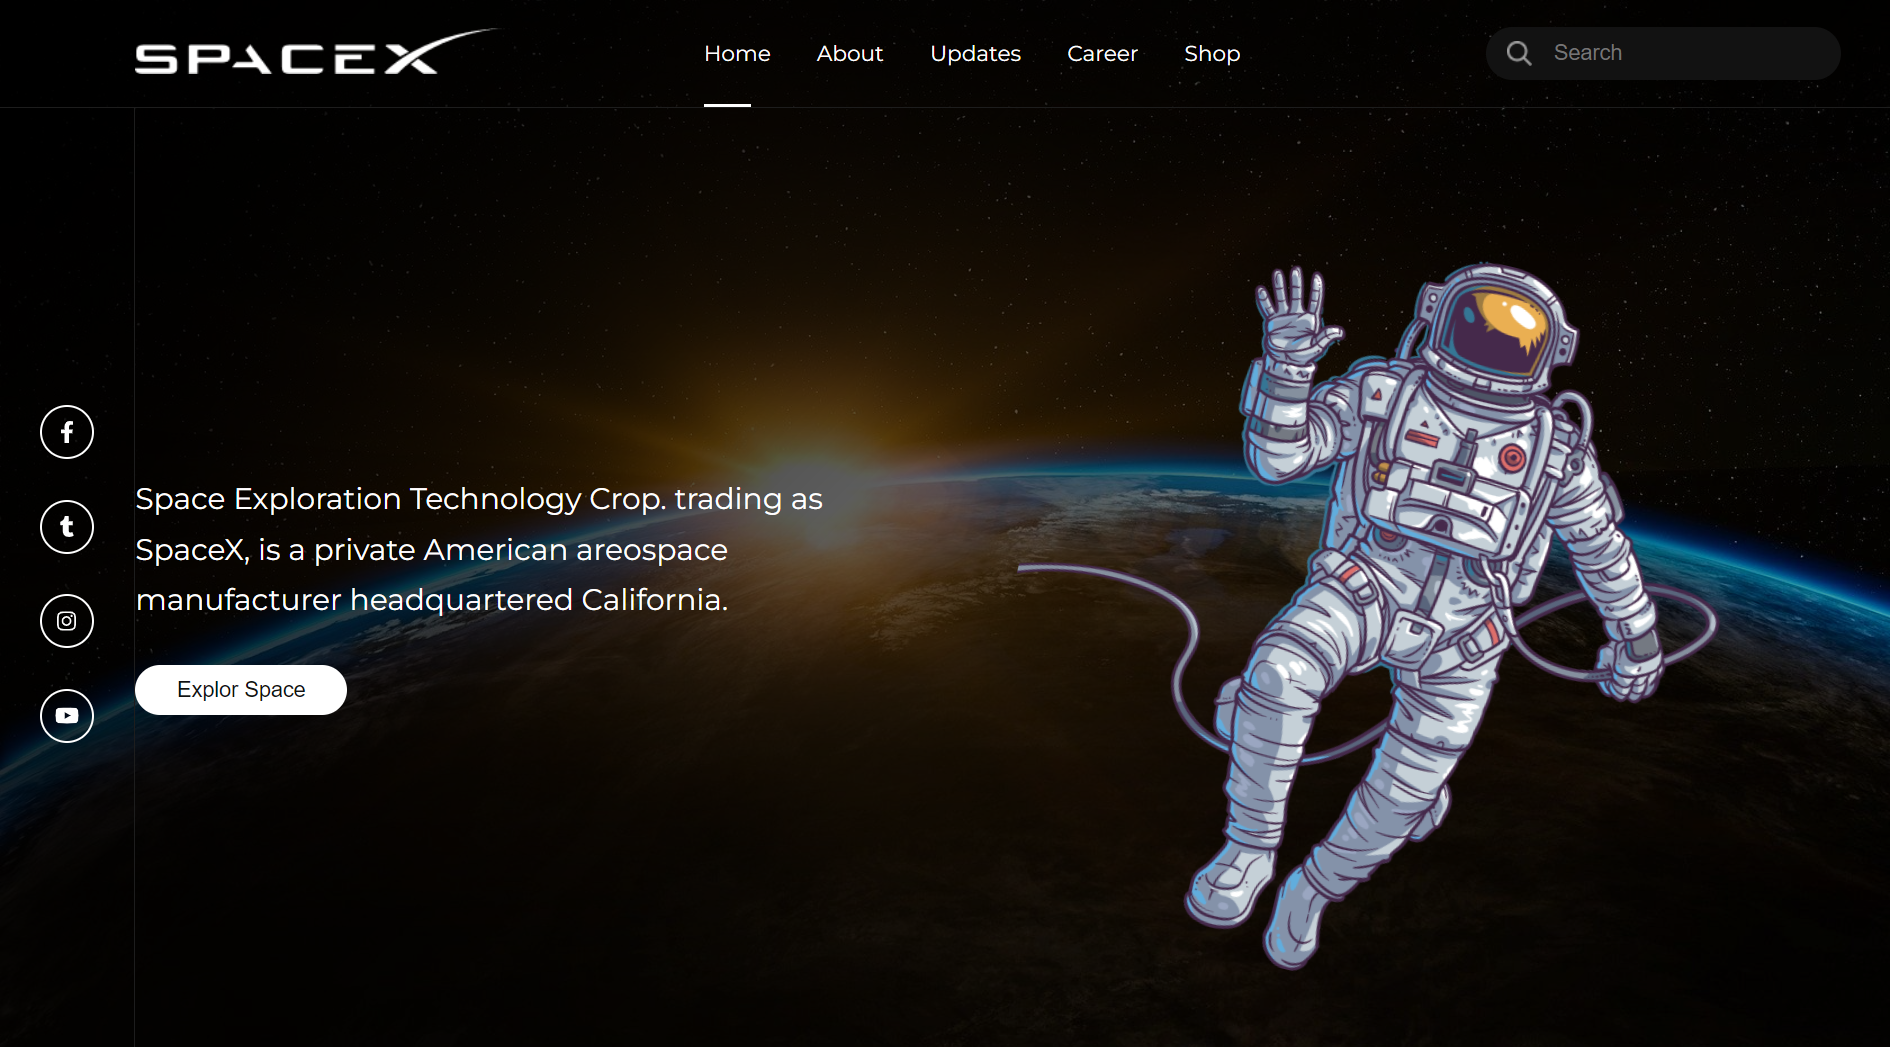 SPACEX
Home
About
Updates
Career
Shop
Search
Space Exploration Technology Crop. trading as
SpaceX, is a private American areospace
manufacturer headquartered California.
Explor Space